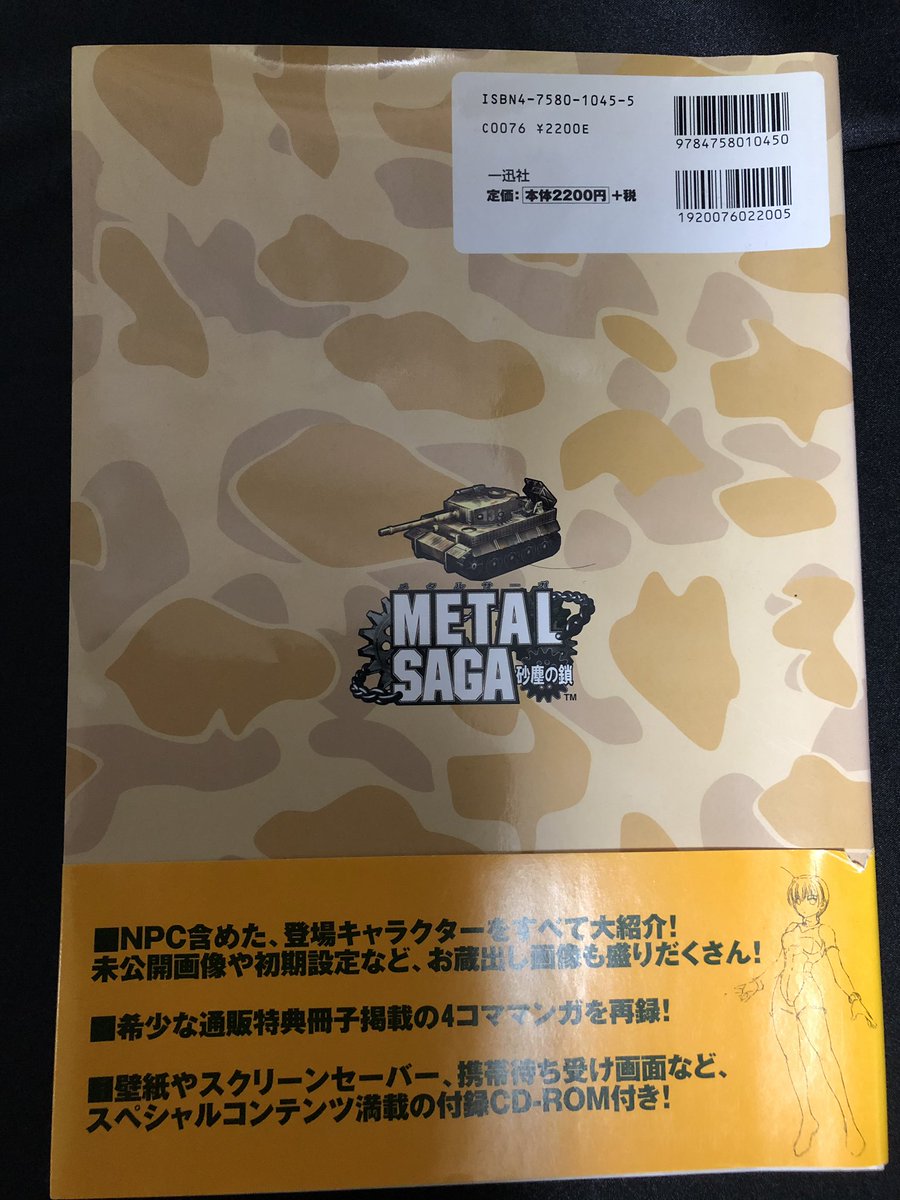 ISBN4-7580-1045-5
C0076 ¥2200E
9784758010450
一迅社
定価：本体2200円+税
1920076022005
メタルサーガ
METAL
SAGA
砂塵の鎖
TM
■NPC含めた、登場キャラクターをすべて大紹介！
未公開画像や初期設定など、お蔵出し画像も盛りだくさん！
■希少な通販特典冊子掲載の4コママンガを再録！
■壁紙やスクリーンセーバー、携帯待ち受け画面など、
スペシャルコンテンツ満載の付録CD-ROM付き！